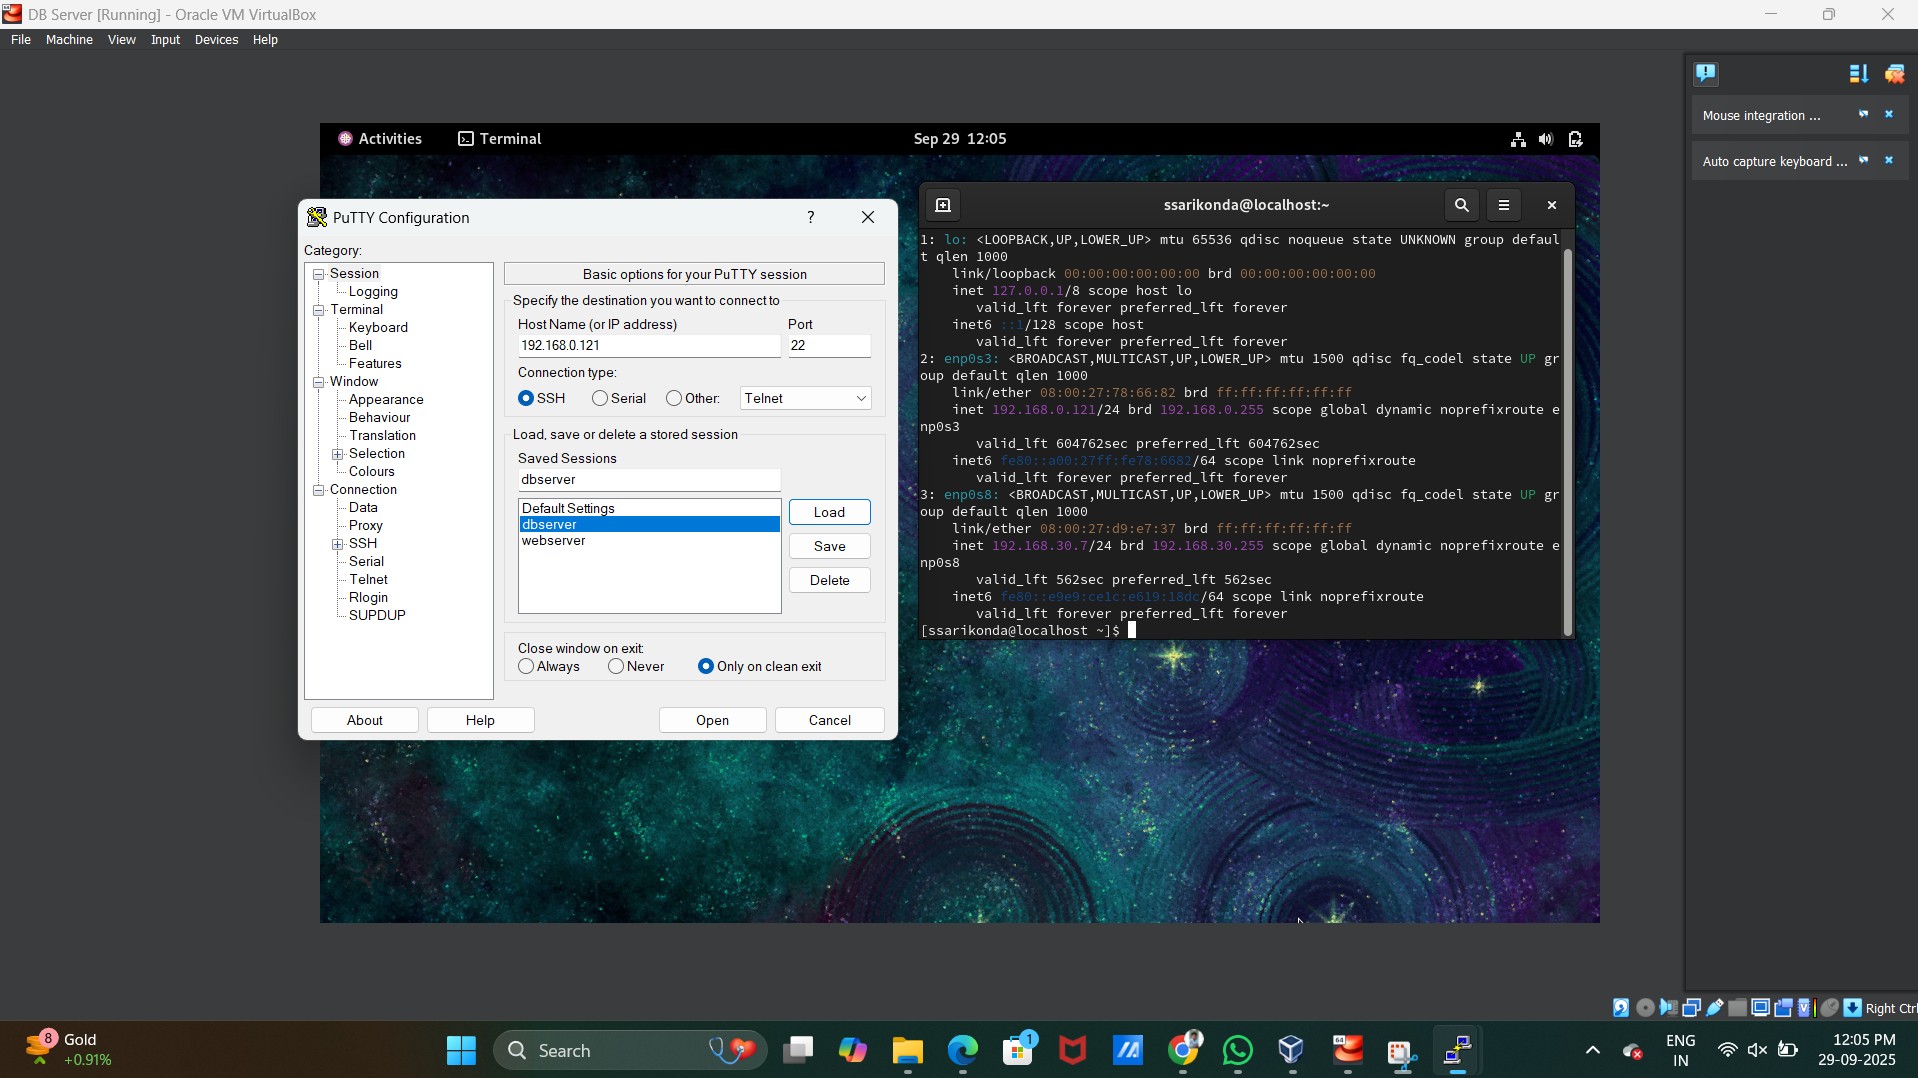 DB Server [Running] - Oracle VM VirtualBox
File Machine View Input Devices Help
Mouse integration ...
Auto capture keyboard ...
Activities Terminal Sep 29 12:05
PuTTY Configuration ?
Category:
Session
Logging
Terminal
Keyboard
Bell
Features
Window
Appearance
Behaviour
Translation
Selection
Colours
Connection
Data
Proxy
SSH
Serial
Telnet
Rlogin
SUPDUP
Basic options for your PuTTY session
Specify the destination you want to connect to
Host Name (or IP address) Port
192.168.0.121 22
Connection type:
SSH Serial Other: Telnet
Load, save or delete a stored session
Saved Sessions
dbserver
Default Settings
dbserver
webserver
Load
Save
Delete
Close window on exit:
Always Never Only on clean exit
About Help Open Cancel
ssarikonda@localhost:~
1: lo: <LOOPBACK,UP,LOWER_UP> mtu 65536 qdisc noqueue state UNKNOWN group defaul
t qlen 1000
link/loopback 00:00:00:00:00:00 brd 00:00:00:00:00:00
inet 127.0.0.1/8 scope host lo
valid_lft forever preferred_lft forever
inet6 ::1/128 scope host
valid_lft forever preferred_lft forever
2: enp0s3: <BROADCAST,MULTICAST,UP,LOWER_UP> mtu 1500 qdisc fq_codel state UP gr
oup default qlen 1000
link/ether 08:00:27:78:66:82 brd ff:ff:ff:ff:ff:ff
inet 192.168.0.121/24 brd 192.168.0.255 scope global dynamic noprefixroute e
np0s3
valid_lft 604762sec preferred_lft 604762sec
inet6 fe80::a00:27ff:fe78:6682/64 scope link noprefixroute
valid_lft forever preferred_lft forever
3: enp0s8: <BROADCAST,MULTICAST,UP,LOWER_UP> mtu 1500 qdisc fq_codel state UP gr
oup default qlen 1000
link/ether 08:00:27:d9:e7:37 brd ff:ff:ff:ff:ff:ff
inet 192.168.30.7/24 brd 192.168.30.255 scope global dynamic noprefixroute e
np0s8
valid_lft 562sec preferred_lft 562sec
inet6 fe80::e9e9:ce1c:e619:18dc/64 scope link noprefixroute
valid_lft forever preferred_lft forever
[ssarikonda@localhost ~]$
Right Ctrl
8 Gold
+0.91%
Search
1
64
ENG
IN
12:05 PM
29-09-2025